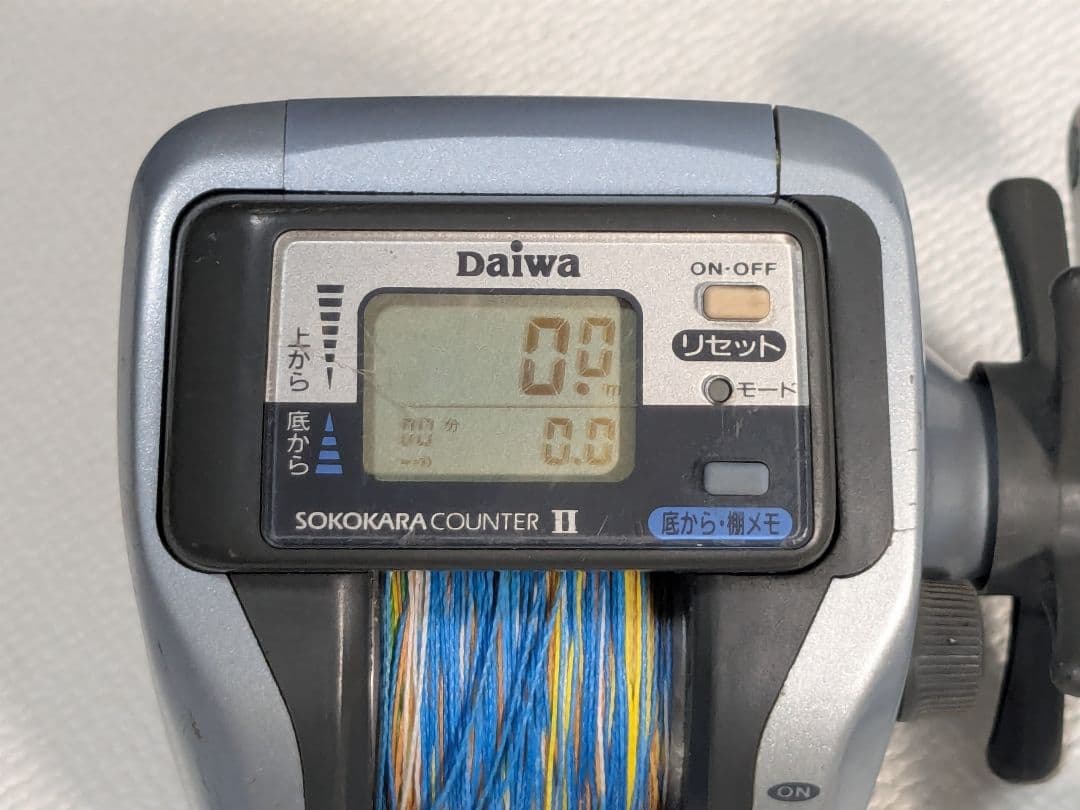 Daiwa
ON・OFF
リセット
モード
上から
0.0 m
00 分
0.0
底から
SOKOKARA COUNTER II
底から・棚メモ
ON